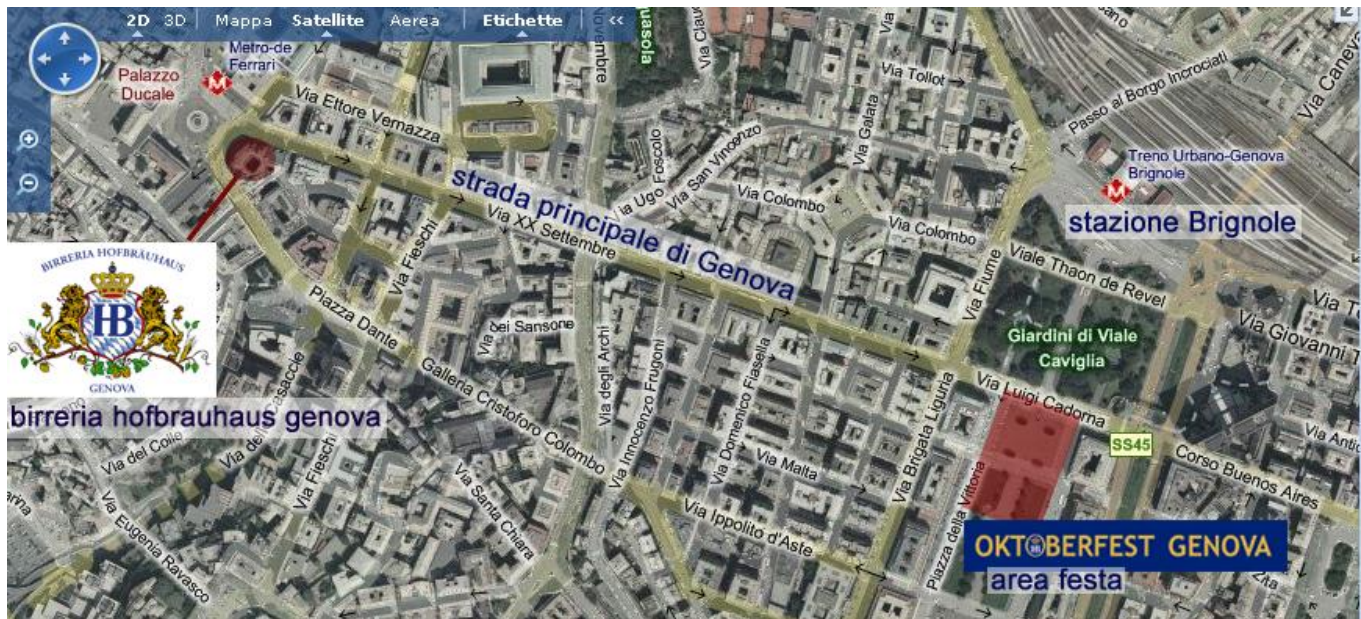 2D 3D Mappa Satellite Aerea Etichette <<
Metro-de
Ferrari
Palazzo
Ducale
Novembre
uasola
Via Tollot
Passo al Borgo Incrociati
Via Ettore Vernazza
Via Galata
Ugo Foscolo
Via San Vincenzo
Treno Urbano-Genova
Brignole
stazione Brignole
strada principale di Genova
Via XX Settembre
Via Colombo
Via Colombo
Via Fiume
Viale Thaon de Revel
Via Fieschi
Piazza Dante
dei Sansone
Via degli Archi
Via Innocenzo Frugoni
Via Domenico Fiasella
Giardini di Viale
Caviglia
Via Giovanni T
BIRRERIA HOFBRÄUHAUS
HB
GENOVA
birreria hofbrauhaus genova
Galleria Cristoforo Colombo
Via Luigi Cadorna
SS45
Corso Buenos Aires
Via Brigata Liguria
Via Malta
Via del Colle
Via Fieschi
Via Santa Chiara
Via Eugenia Ravasco
Via Ippolito d'Aste
Piazza della Vittoria
OKTOBERFEST GENOVA
area festa